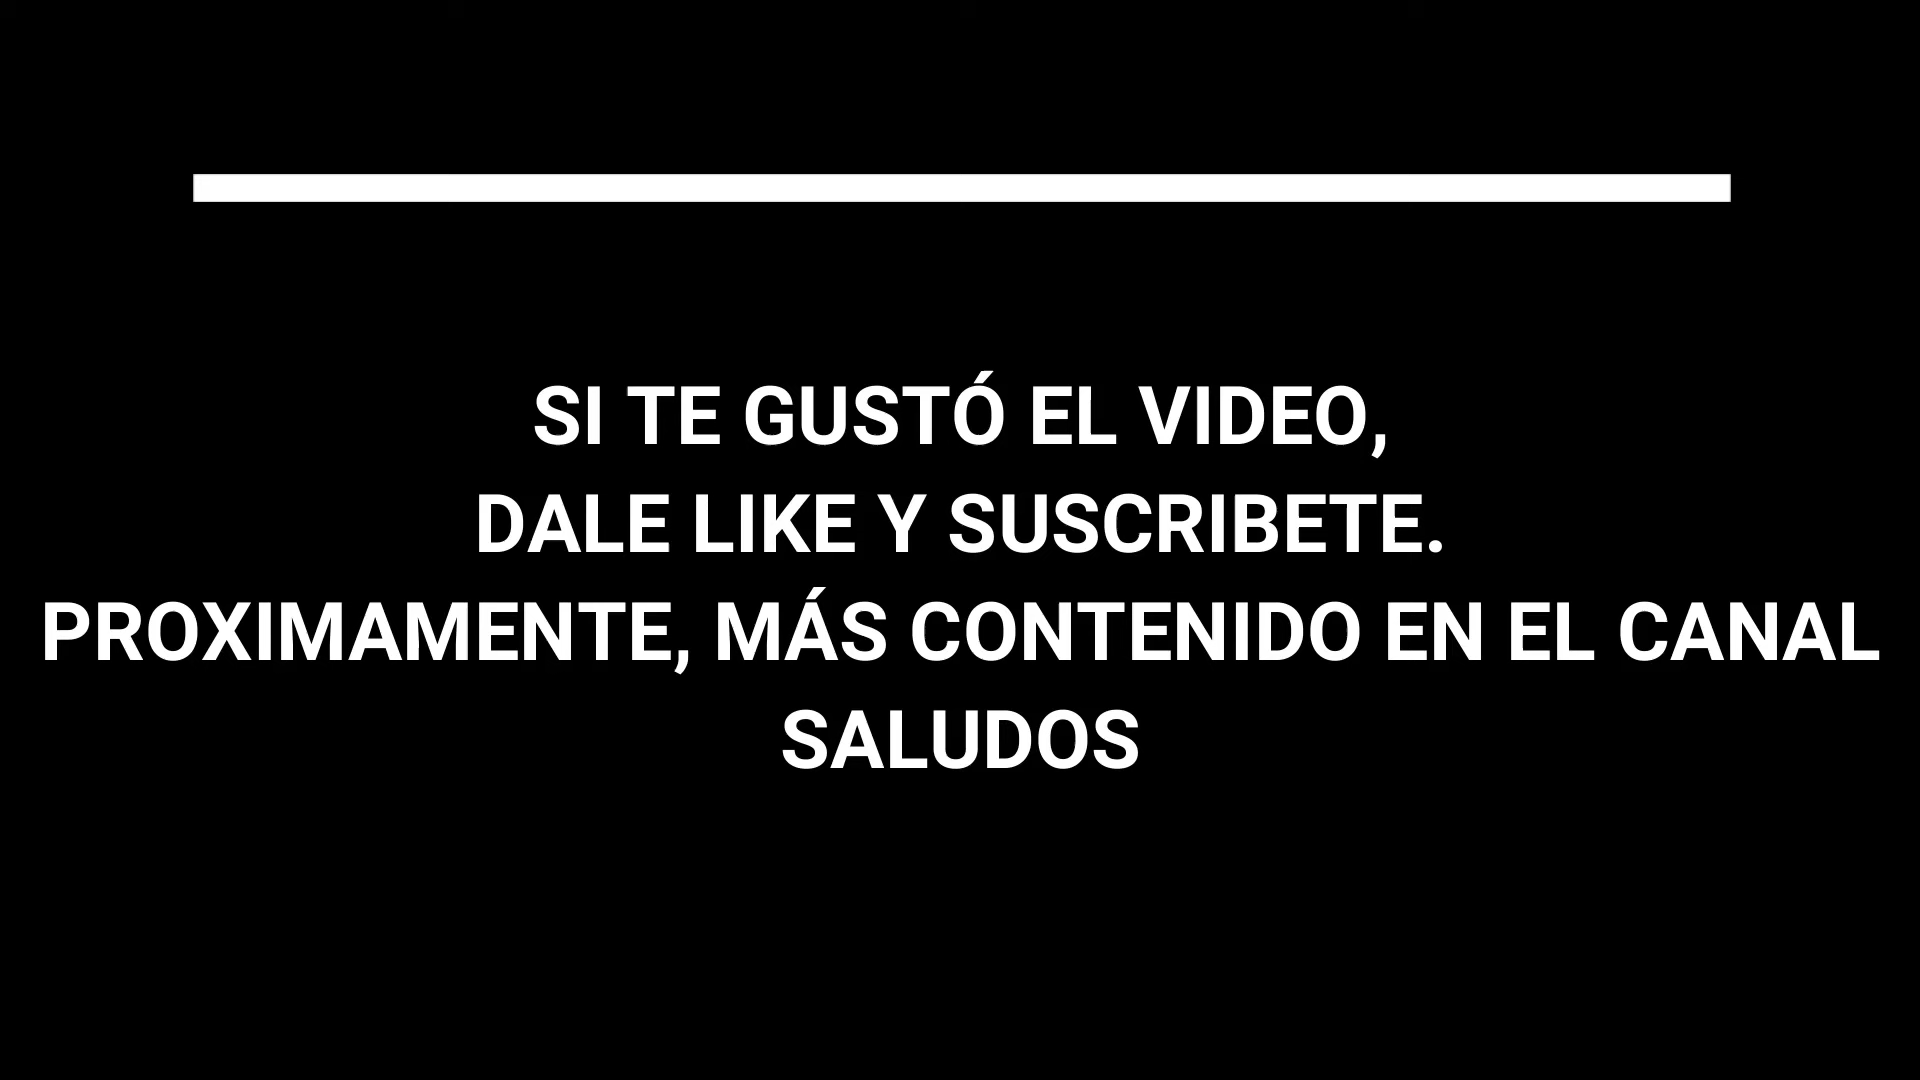 SI TE GUSTÓ EL VIDEO,
DALE LIKE Y SUSCRIBETE.
PROXIMAMENTE, MÁS CONTENIDO EN EL CANAL
SALUDOS